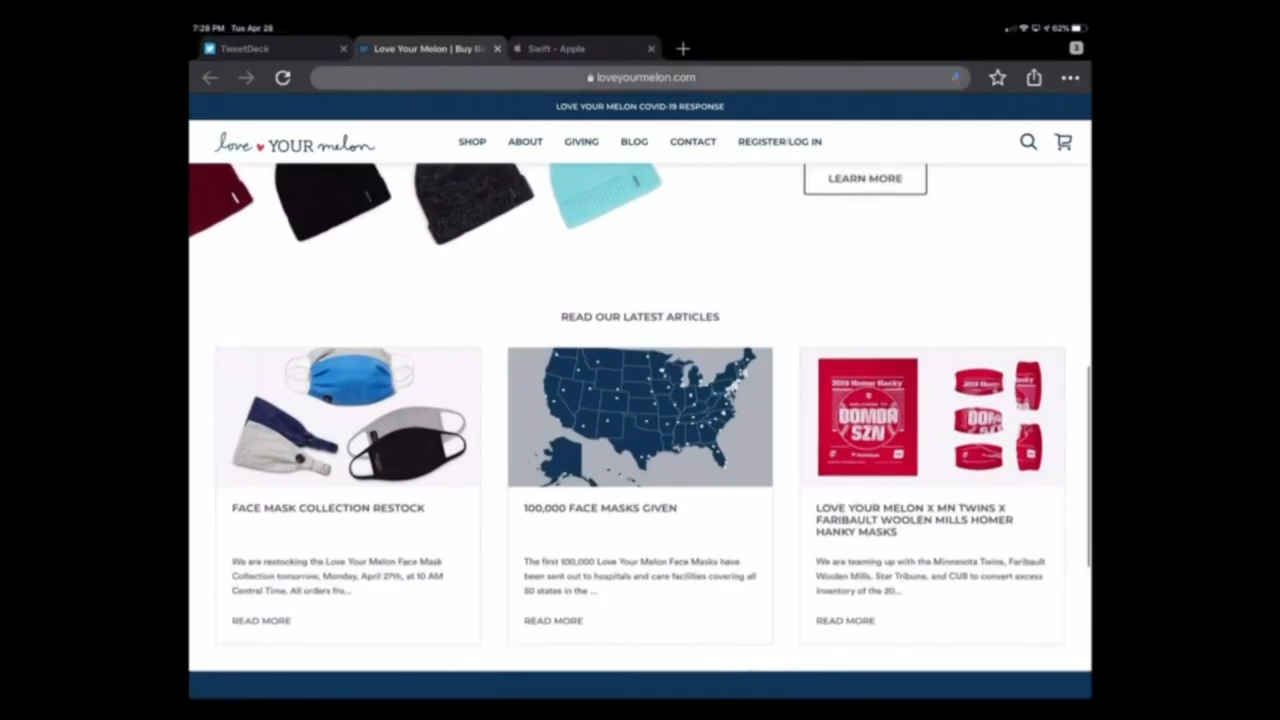 7:28 PM Tue Apr 28
62%
TweetDeck
Love Your Melon | Buy Be
Swift - Apple
3
loveyourmelon.com
LOVE YOUR MELON COVID-19 RESPONSE
love YOUR melon
SHOP ABOUT GIVING BLOG CONTACT REGISTER/LOG IN
LEARN MORE
READ OUR LATEST ARTICLES
2019 Homer Hanky
BOMBA
SZN
FACE MASK COLLECTION RESTOCK
We are restocking the Love Your Melon Face Mask
Collection tomorrow, Monday, April 27th, at 10 AM
Central Time. All orders fro...
READ MORE
100,000 FACE MASKS GIVEN
The first 100,000 Love Your Melon Face Masks have
been sent out to hospitals and care facilities covering all
50 states in the ...
READ MORE
LOVE YOUR MELON X MN TWINS X
FARIBAULT WOOLEN MILLS HOMER
HANKY MASKS
We are teaming up with the Minnesota Twins, Faribault
Woolen Mills, Star Tribune, and CUB to convert excess
inventory of the 20...
READ MORE